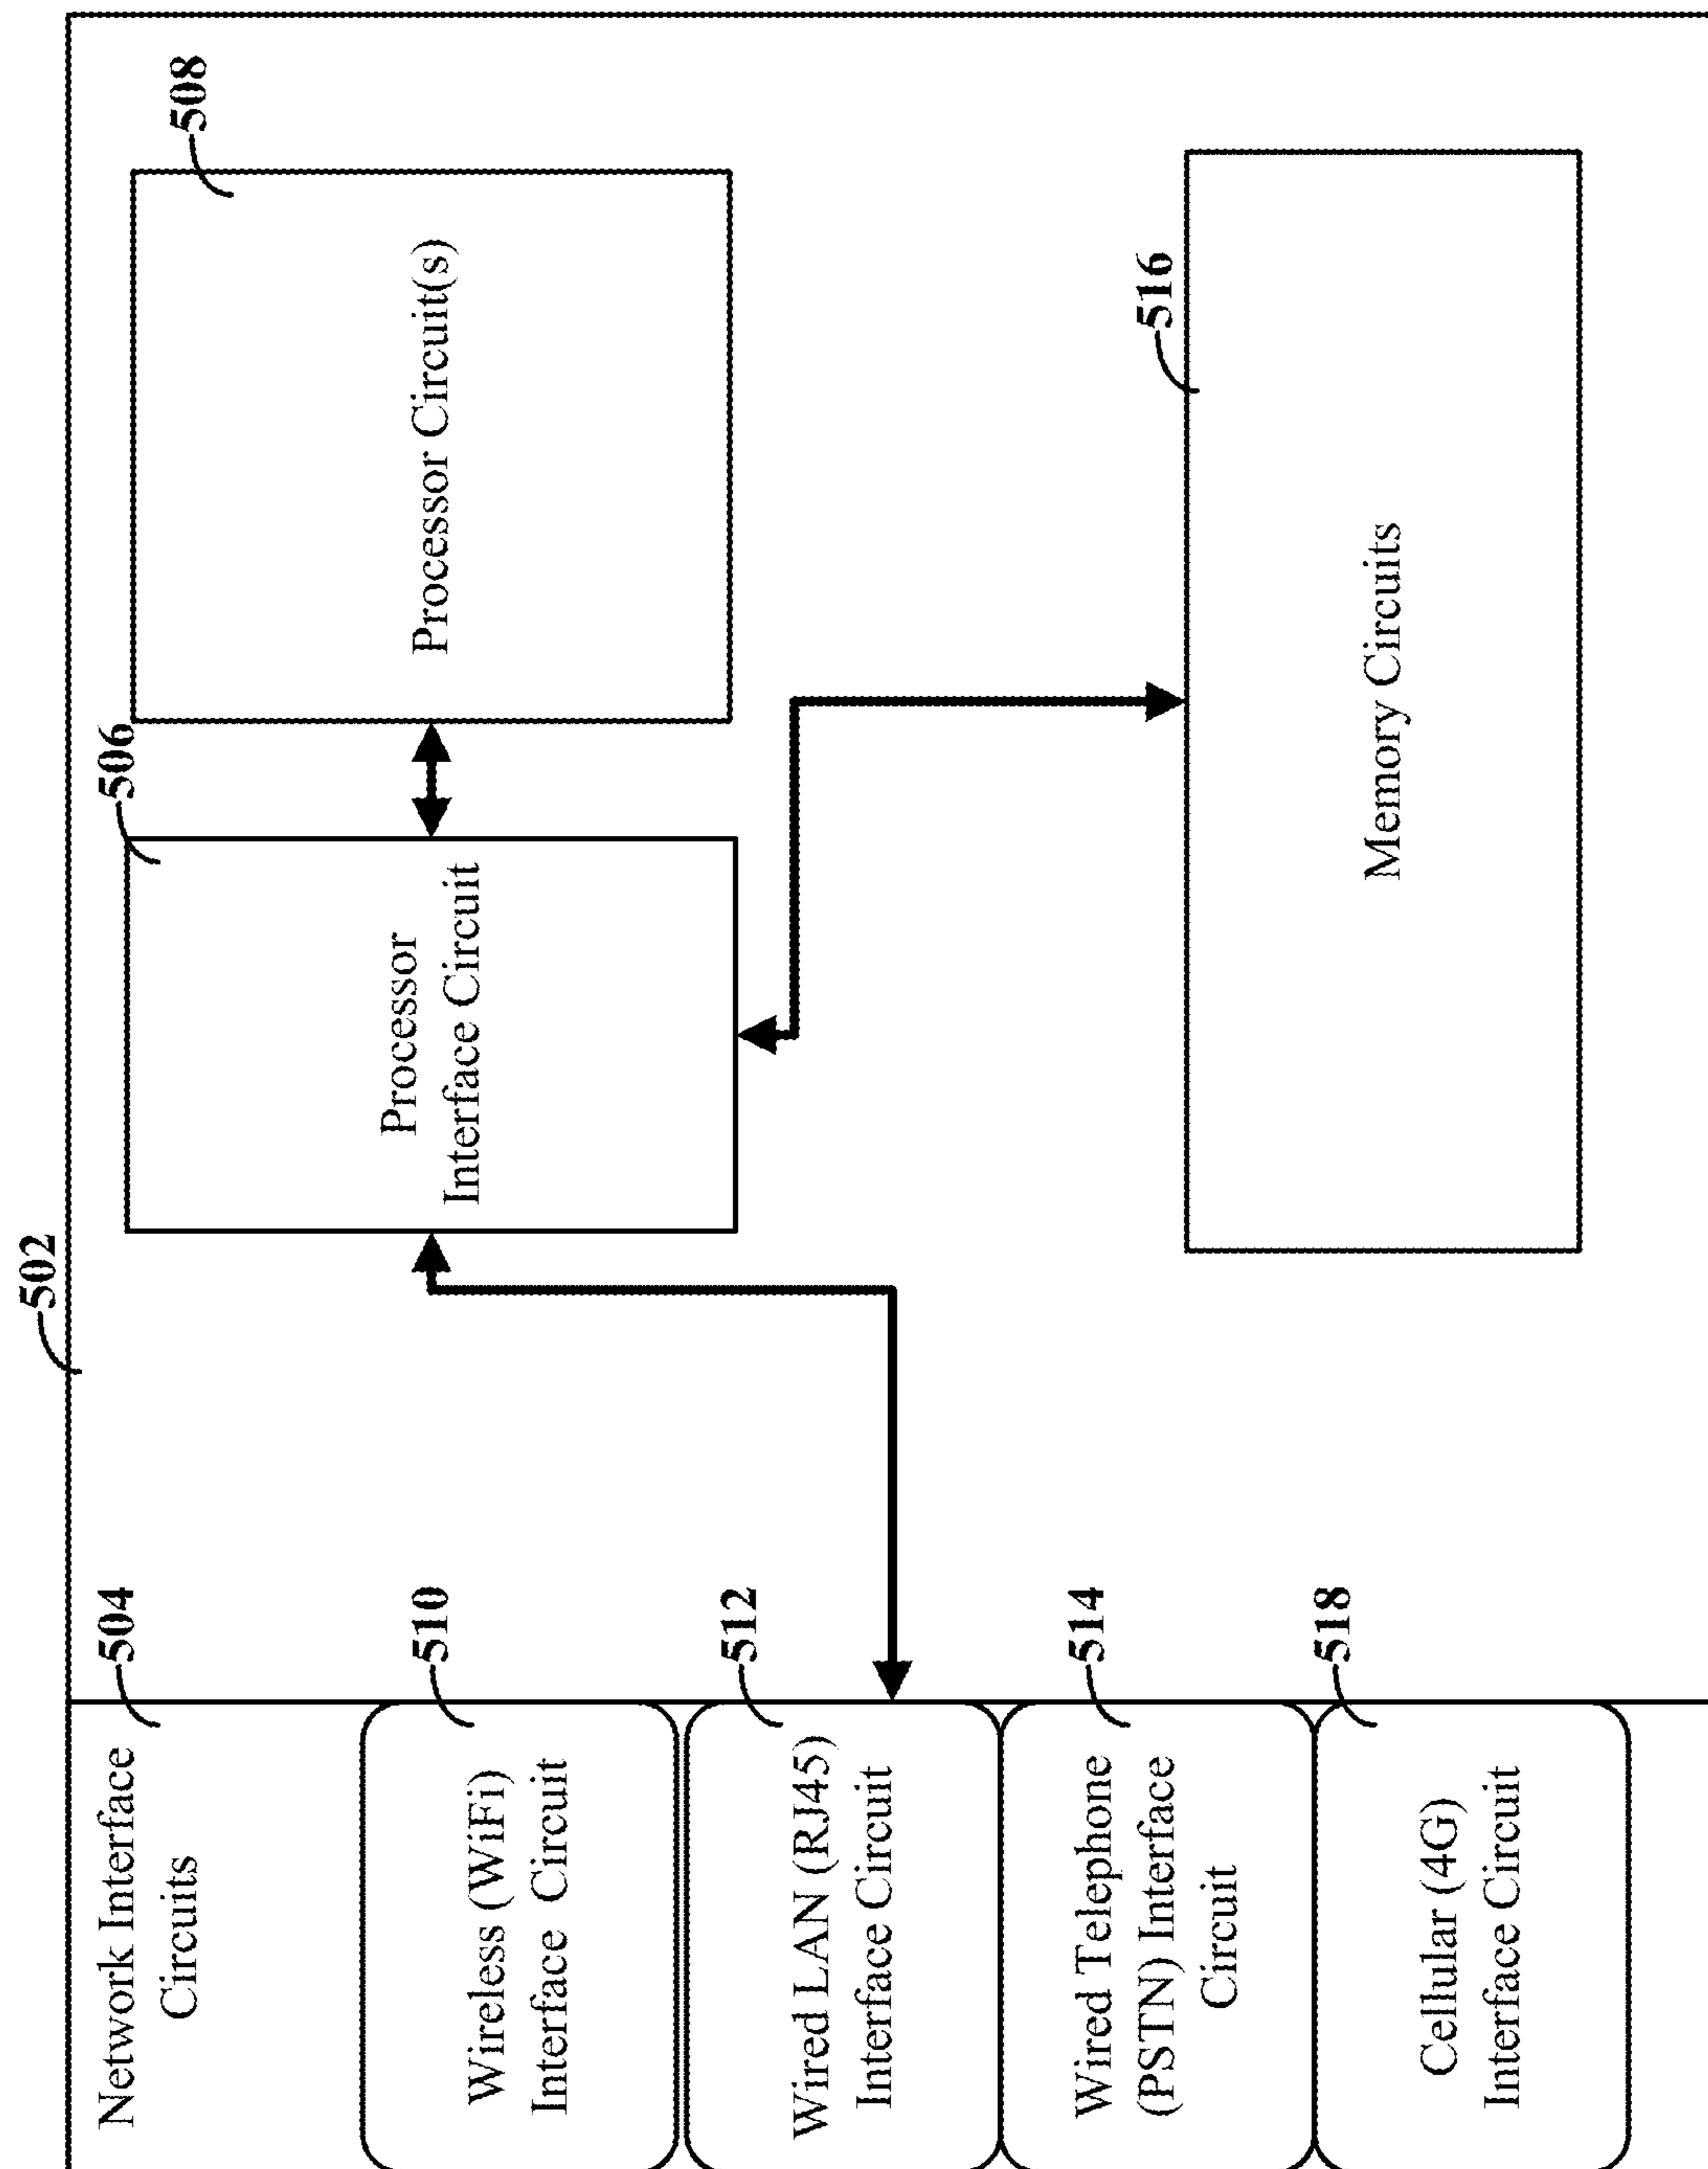 502
Network Interface
Circuits
504
Wireless (WiFi)
Interface Circuit
510
Wired LAN (RJ45)
Interface Circuit
512
Wired Telephone
(PSTN) Interface
Circuit
514
Cellular (4G)
Interface Circuit
518
Processor
Interface Circuit
506
Processor Circuit(s)
508
Memory Circuits
516